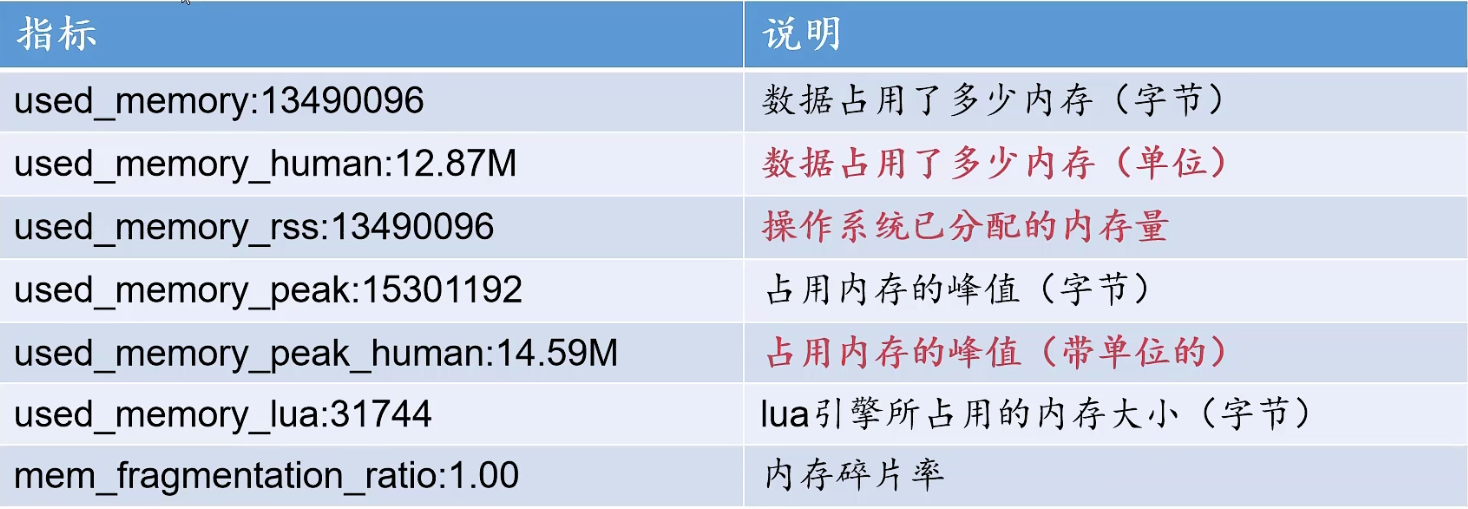 指标 说明
used_memory:13490096 数据占用了多少内存（字节）
used_memory_human:12.87M 数据占用了多少内存（单位）
used_memory_rss:13490096 操作系统已分配的内存量
used_memory_peak:15301192 占用内存的峰值（字节）
used_memory_peak_human:14.59M 占用内存的峰值（带单位的）
used_memory_lua:31744 lua引擎所占用的内存大小（字节）
mem_fragmentation_ratio:1.00 内存碎片率